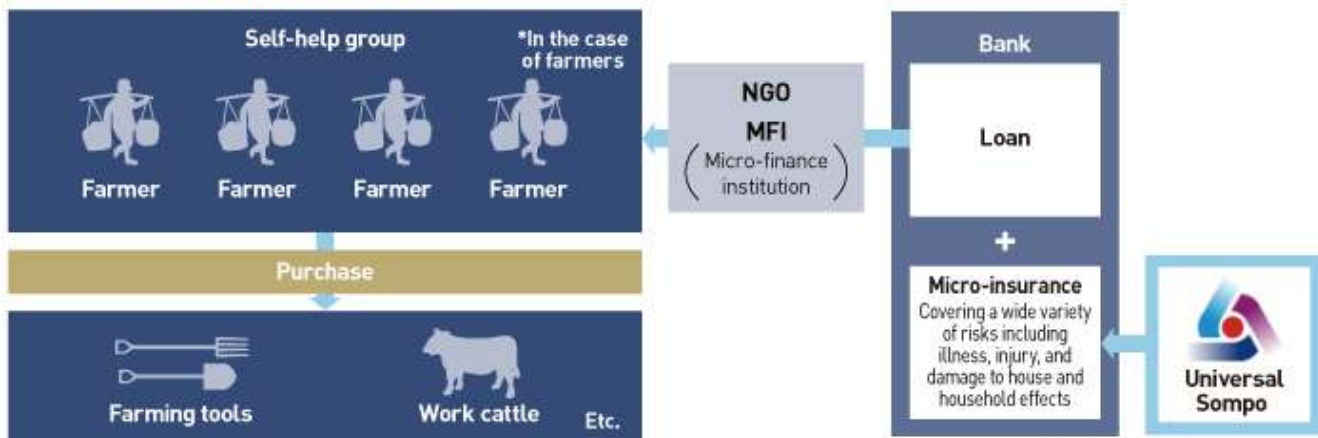 Self-help group
*In the case
of farmers
Farmer
Farmer
Farmer
Farmer
Purchase
Farming tools
Work cattle
Etc.
NGO
MFI
(Micro-finance
institution)
Bank
Loan
+
Micro-insurance
Covering a wide variety
of risks including
illness, injury, and
damage to house and
household effects
Universal
Sompo